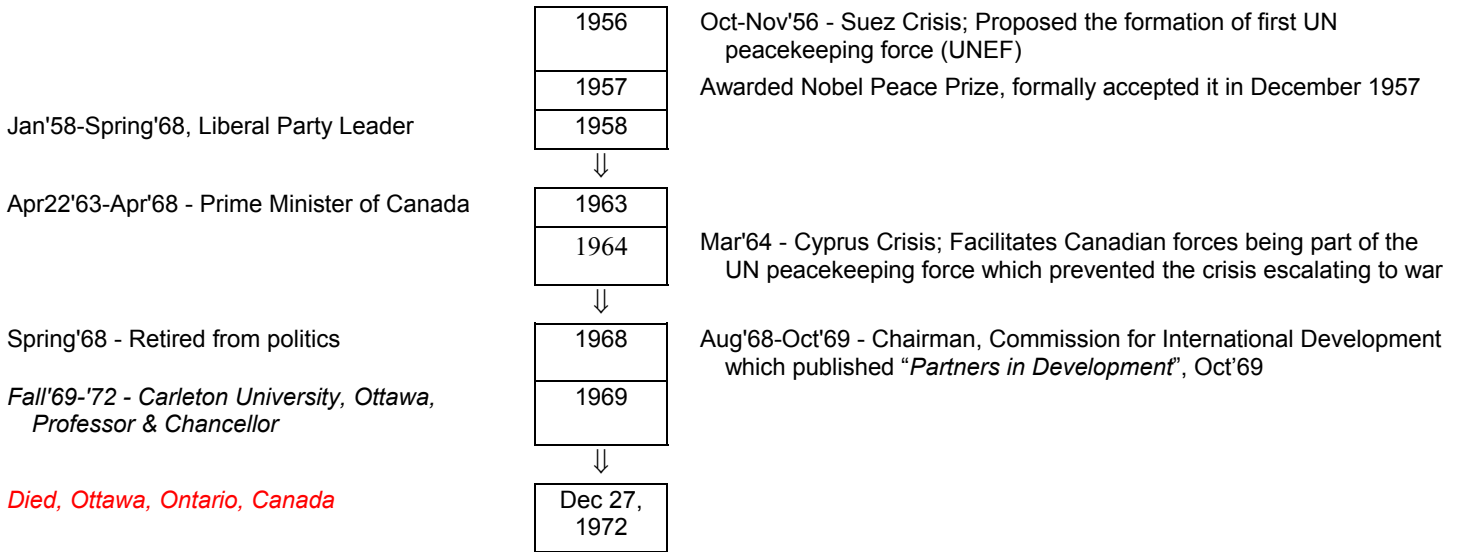 1956
Oct-Nov'56 - Suez Crisis; Proposed the formation of first UN
peacekeeping force (UNEF)
1957
Awarded Nobel Peace Prize, formally accepted it in December 1957
Jan'58-Spring'68, Liberal Party Leader
1958
⇓
Apr22'63-Apr'68 - Prime Minister of Canada
1963
1964
Mar'64 - Cyprus Crisis; Facilitates Canadian forces being part of the
UN peacekeeping force which prevented the crisis escalating to war
⇓
Spring'68 - Retired from politics
1968
Aug'68-Oct'69 - Chairman, Commission for International Development
which published “Partners in Development”, Oct’69
Fall'69-'72 - Carleton University, Ottawa,
Professor & Chancellor
1969
⇓
Died, Ottawa, Ontario, Canada
Dec 27,
1972